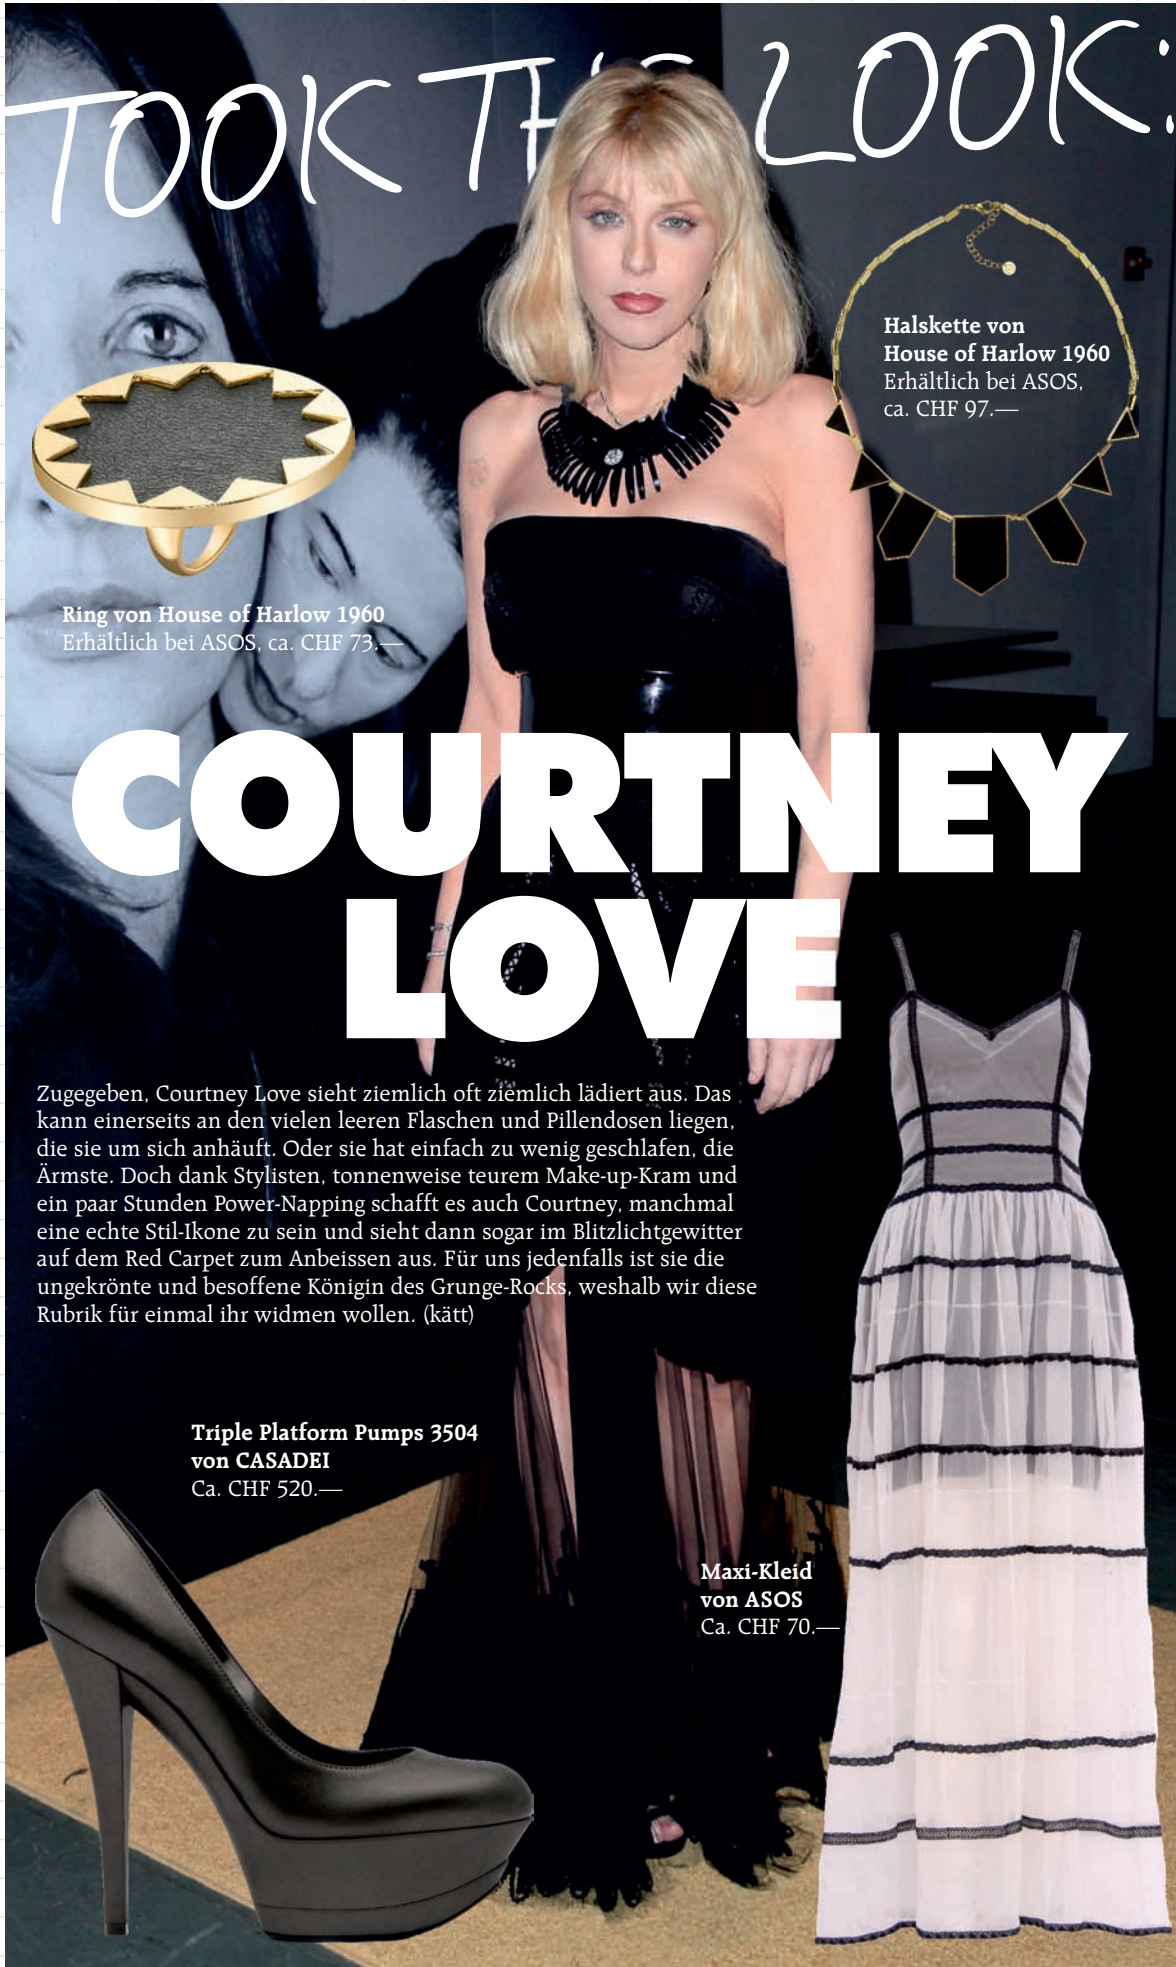 TOOK THIS LOOK:
Halskette von
House of Harlow 1960
Erhältlich bei ASOS,
ca. CHF 97.—
Ring von House of Harlow 1960
Erhältlich bei ASOS, ca. CHF 73.—
COURTNEY
LOVE
Zugegeben, Courtney Love sieht ziemlich oft ziemlich lädiert aus. Das
kann einerseits an den vielen leeren Flaschen und Pillendosen liegen,
die sie um sich anhäuft. Oder sie hat einfach zu wenig geschlafen, die
Ärmste. Doch dank Stylisten, tonnenweise teurem Make-up-Kram und
ein paar Stunden Power-Napping schafft es auch Courtney, manchmal
eine echte Stil-Ikone zu sein und sieht dann sogar im Blitzlichtgewitter
auf dem Red Carpet zum Anbeissen aus. Für uns jedenfalls ist sie die
ungekrönte und besoffene Königin des Grunge-Rocks, weshalb wir diese
Rubrik für einmal ihr widmen wollen. (kätt)
Triple Platform Pumps 3504
von CASADEI
Ca. CHF 520.—
Maxi-Kleid
von ASOS
Ca. CHF 70.—